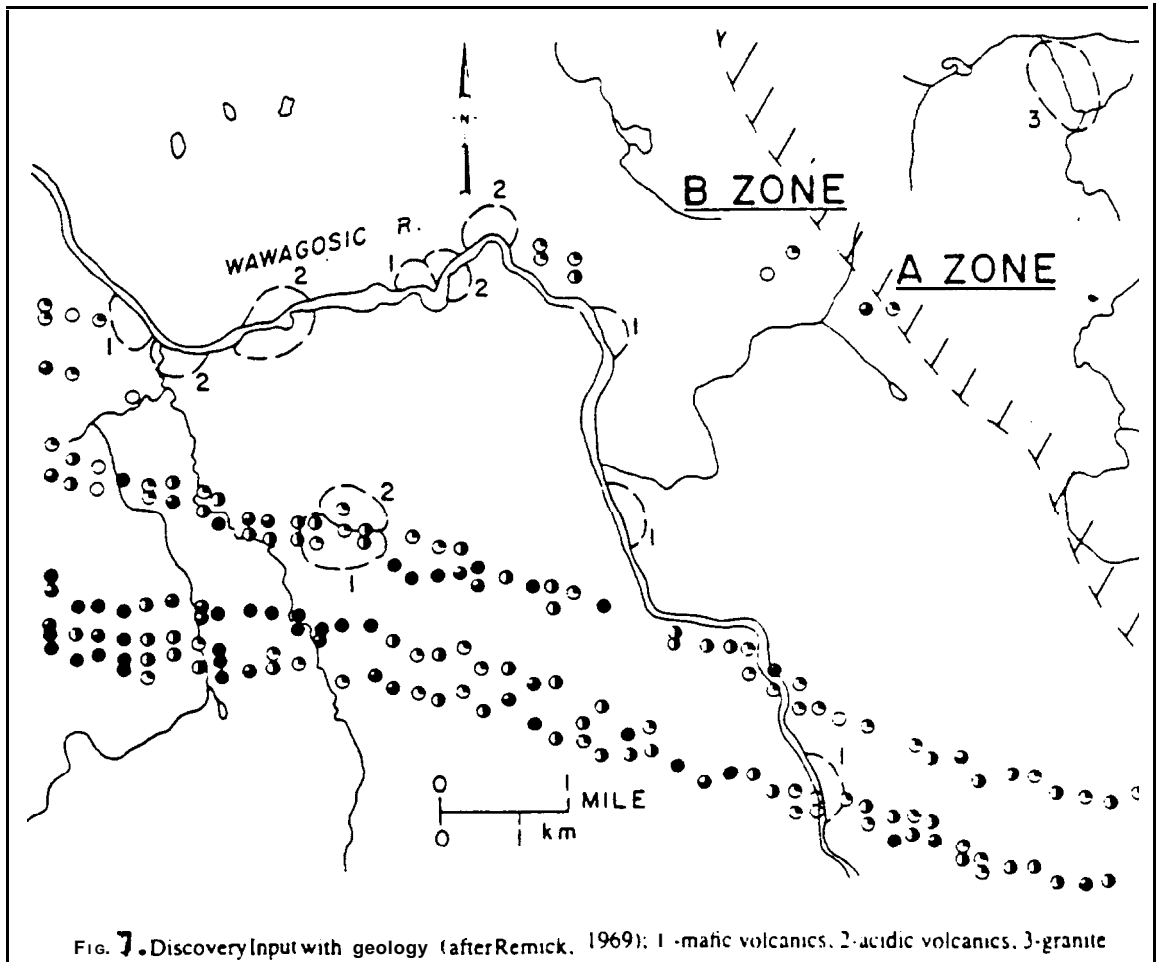 Y
N
3
B ZONE
2
WAWAGOSIC R.
A ZONE
1
2
2
1
1
2
2
1
1
1
0 1
MILE
0 1 km
FIG. 7. Discovery Input with geology (after Remick, 1969); 1-mafic volcanics, 2-acidic volcanics, 3-granite